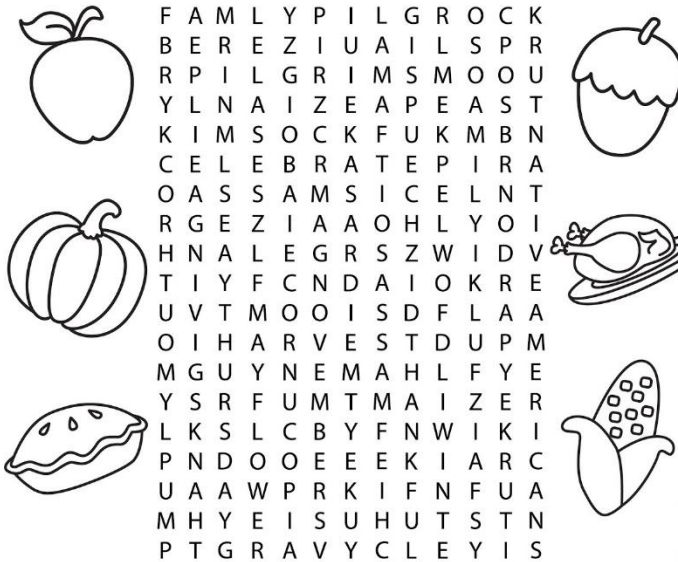 F A M L Y P I L G R O C K
B E R E Z I U A I L S P R
R P I L G R I M S M O O U
Y L N A I Z E A P E A S T
K I M S O C K F U K M B N
C E L E B R A T E P I R A
O A S S A M S I C E L N T
R G E Z I A A O H L Y O I
H N A L E G R S Z W I D V
T I Y F C N D A I O K R E
U V T M O O I S D F L A A
O I H A R V E S T D U P M
M G U Y N E M A H L F Y E
Y S R F U M T M A I Z E R
L K S L C B Y F N W I K I
P N D O O E E E K I A R C
U A A W P R K I F N F U A
M H Y E I S U H U T S T N
P T G R A V Y C L E Y I S